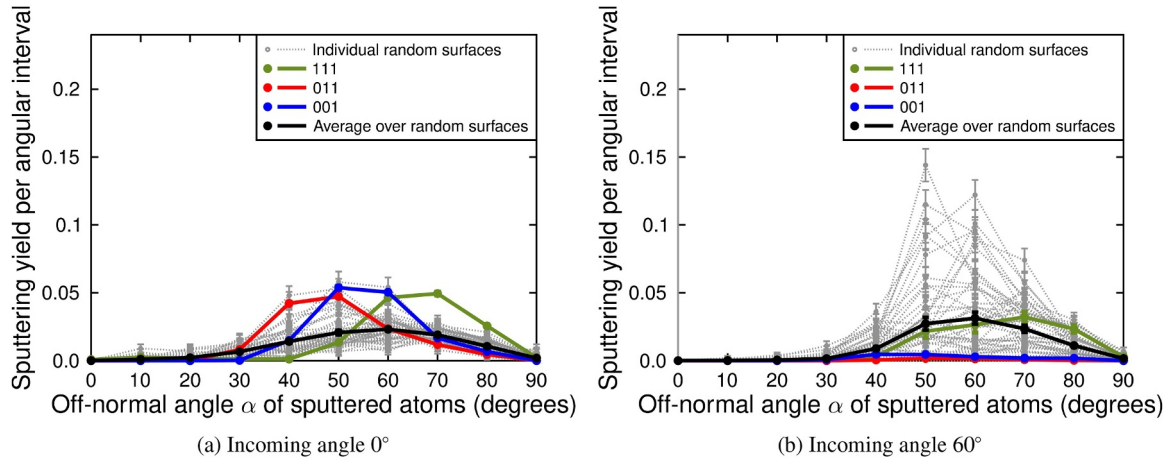 Sputtering yield per angular interval
0.2
0.15
0.1
0.05
0.0
Individual random surfaces
111
011
001
Average over random surfaces
0 10 20 30 40 50 60 70 80 90
Off-normal angle α of sputtered atoms (degrees)
(a) Incoming angle 0°
Sputtering yield per angular interval
0.2
0.15
0.1
0.05
0.0
Individual random surfaces
111
011
001
Average over random surfaces
0 10 20 30 40 50 60 70 80 90
Off-normal angle α of sputtered atoms (degrees)
(b) Incoming angle 60°